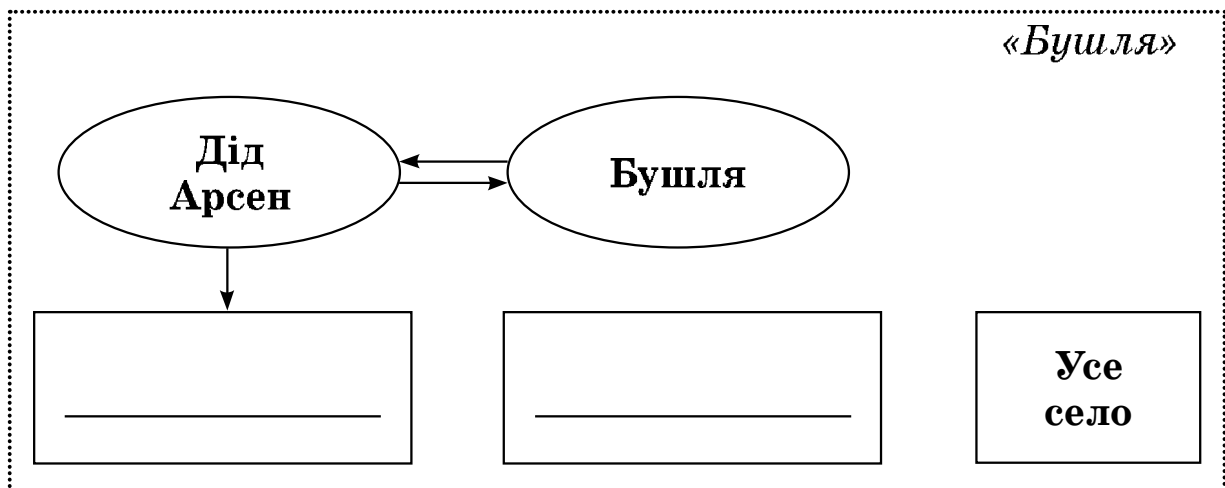 «Бушля»
Дід
Арсен
Бушля
Усе
село